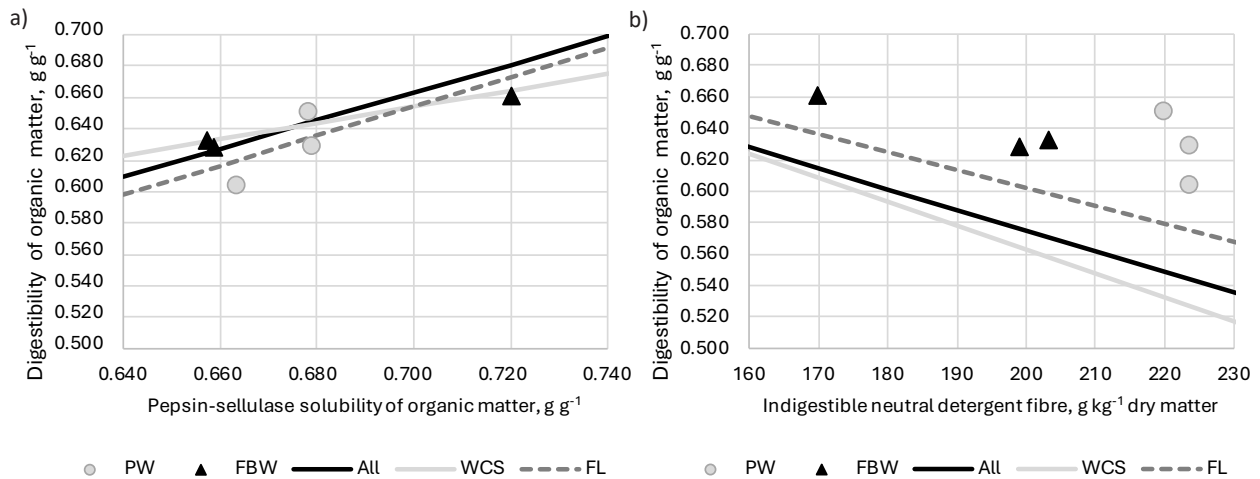 a)
Digestibility of organic matter, g g-1
0.700
0.680
0.660
0.640
0.620
0.600
0.580
0.560
0.540
0.520
0.500
0.640 0.660 0.680 0.700 0.720 0.740
Pepsin-sellulase solubility of organic matter, g g-1
PW FBW All WCS FL
b)
Digestibility of organic matter, g g-1
0.700
0.680
0.660
0.640
0.620
0.600
0.580
0.560
0.540
0.520
0.500
160 170 180 190 200 210 220 230
Indigestible neutral detergent fibre, g kg-1 dry matter
PW FBW All WCS FL